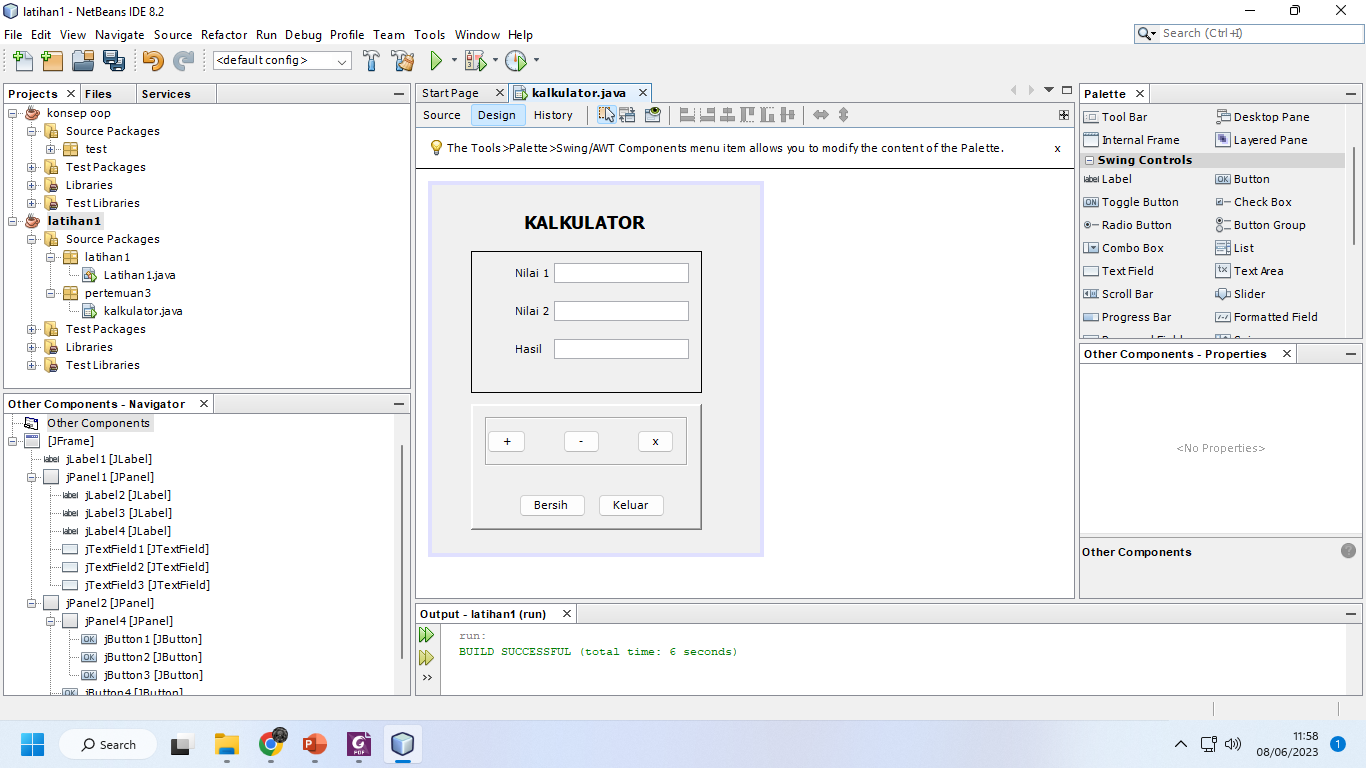 latihan1 - NetBeans IDE 8.2
File Edit View Navigate Source Refactor Run Debug Profile Team Tools Window Help
Search (Ctrl+I)
<default config>
Projects Files Services
konsep oop
Source Packages
test
Test Packages
Libraries
Test Libraries
latihan1
Source Packages
latihan1
Latihan1.java
pertemuan3
kalkulator.java
Test Packages
Libraries
Test Libraries
Other Components - Navigator
Other Components
[JFrame]
jLabel1 [JLabel]
jPanel1 [JPanel]
jLabel2 [JLabel]
jLabel3 [JLabel]
jLabel4 [JLabel]
jTextField1 [JTextField]
jTextField2 [JTextField]
jTextField3 [JTextField]
jPanel2 [JPanel]
jPanel4 [JPanel]
jButton1 [JButton]
jButton2 [JButton]
jButton3 [JButton]
jButton4 [JButton]
Start Page kalkulator.java
Source Design History
The Tools>Palette>Swing/AWT Components menu item allows you to modify the content of the Palette. x
KALKULATOR
Nilai 1
Nilai 2
Hasil
+ - x
Bersih Keluar
Output - latihan1 (run)
run:
BUILD SUCCESSFUL (total time: 6 seconds)
Palette
Tool Bar Desktop Pane
Internal Frame Layered Pane
Swing Controls
Label Button
Toggle Button Check Box
Radio Button Button Group
Combo Box List
Text Field Text Area
Scroll Bar Slider
Progress Bar Formatted Field
Other Components - Properties
<No Properties>
Other Components
Search
11:58
08/06/2023
1